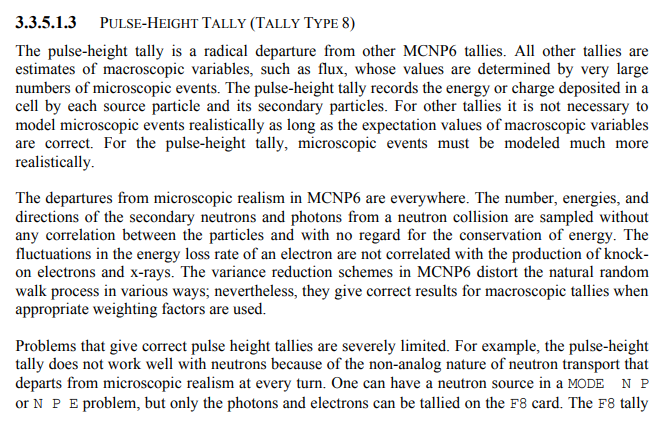 3.3.5.1.3 PULSE-HEIGHT TALLY (TALLY TYPE 8)
The pulse-height tally is a radical departure from other MCNP6 tallies. All other tallies are
estimates of macroscopic variables, such as flux, whose values are determined by very large
numbers of microscopic events. The pulse-height tally records the energy or charge deposited in a
cell by each source particle and its secondary particles. For other tallies it is not necessary to
model microscopic events realistically as long as the expectation values of macroscopic variables
are correct. For the pulse-height tally, microscopic events must be modeled much more
realistically.
The departures from microscopic realism in MCNP6 are everywhere. The number, energies, and
directions of the secondary neutrons and photons from a neutron collision are sampled without
any correlation between the particles and with no regard for the conservation of energy. The
fluctuations in the energy loss rate of an electron are not correlated with the production of knock-
on electrons and x-rays. The variance reduction schemes in MCNP6 distort the natural random
walk process in various ways; nevertheless, they give correct results for macroscopic tallies when
appropriate weighting factors are used.
Problems that give correct pulse height tallies are severely limited. For example, the pulse-height
tally does not work well with neutrons because of the non-analog nature of neutron transport that
departs from microscopic realism at every turn. One can have a neutron source in a MODE N P
or N P E problem, but only the photons and electrons can be tallied on the F8 card. The F8 tally